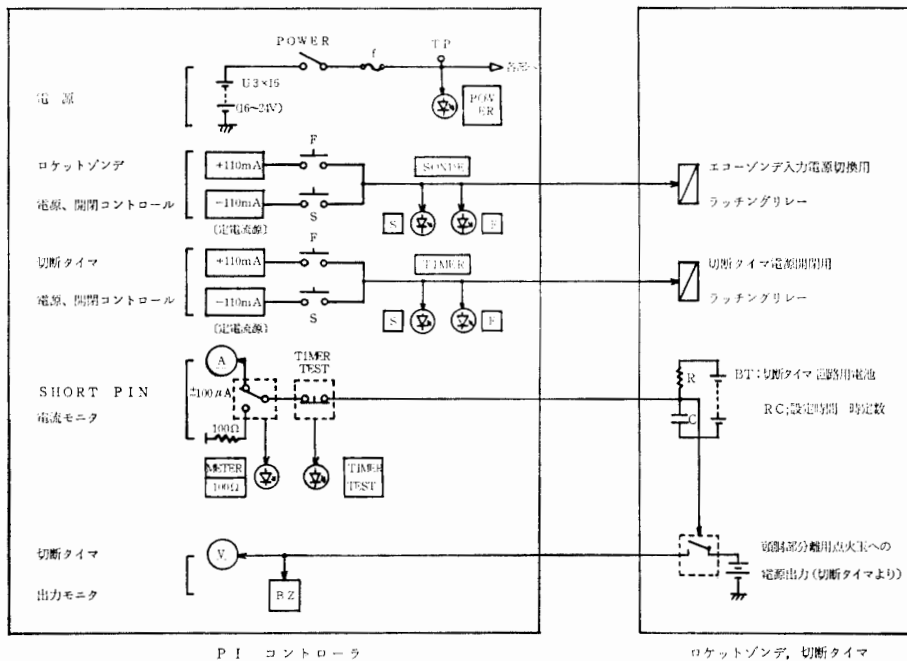 POWER
f
TP
各部へ
電 源
U3×16
(16~24V)
POW
ER
ロケットゾンデ
電源、開閉コントロール
+110mA
F
-110mA
S
(定電流源)
SONDE
S
F
エコーゾンデ入力電源切換用
ラッチングリレー
切断タイマ
電源、開閉コントロール
+110mA
F
-110mA
S
(定電流源)
TIMER
S
F
切断タイマ電源開閉用
ラッチングリレー
SHORT PIN
電流モニタ
A
±100μA
TIMER
TEST
100Ω
METER
100Ω
TIMER
TEST
R
C
BT:切断タイマ回路用電池
RC;設定時間 時定数
切断タイマ
出力モニタ
V
BZ
頭胴部分離用点火玉への
電源出力(切断タイマより)
PI コントローラ
ロケットゾンデ, 切断タイマ